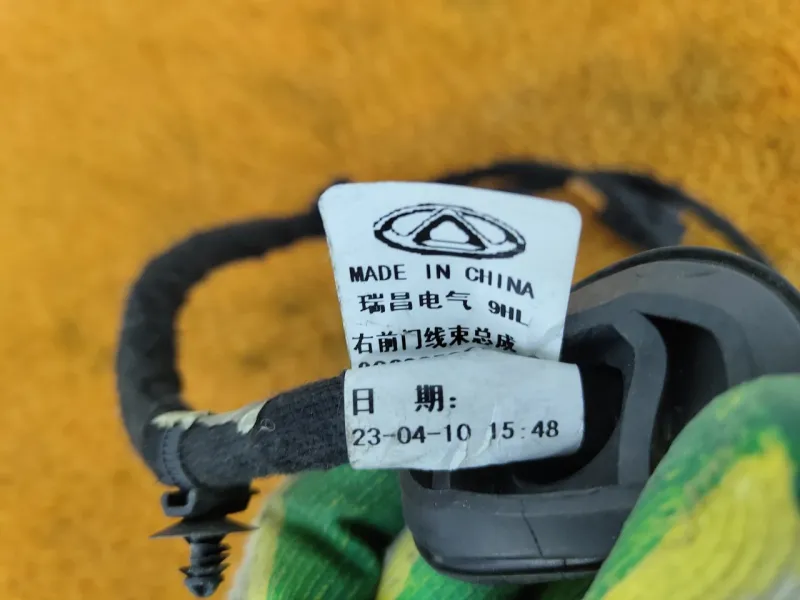 MADE IN CHINA
瑞昌电气 9HL
右前门线束总成
日 期:
23-04-10 15:48